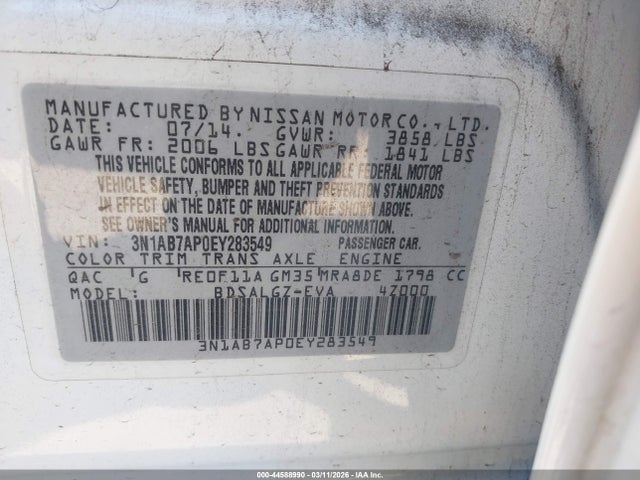 MANUFACTURED BY NISSAN MOTOR CO., LTD.
DATE: 07/14 GVWR: 3858 LBS
GAWR FR: 2006 LBS GAWR RR: 1841 LBS
THIS VEHICLE CONFORMS TO ALL APPLICABLE FEDERAL MOTOR
VEHICLE SAFETY, BUMPER AND THEFT PREVENTION STANDARDS
IN EFFECT ON THE DATE OF MANUFACTURE SHOWN ABOVE.
SEE OWNER'S MANUAL FOR ADDITIONAL INFORMATION.
VIN: 3N1AB7AP0EY283549 PASSENGER CAR.
COLOR TRIM TRANS AXLE ENGINE
QAC G RE0F11A GM35 MRA8DE 1798 CC
MODEL: BDSALGZ-EVA 4Z000
3N1AB7AP0EY283549
000-44588990 | 03/11/2026 | IAAI.COM